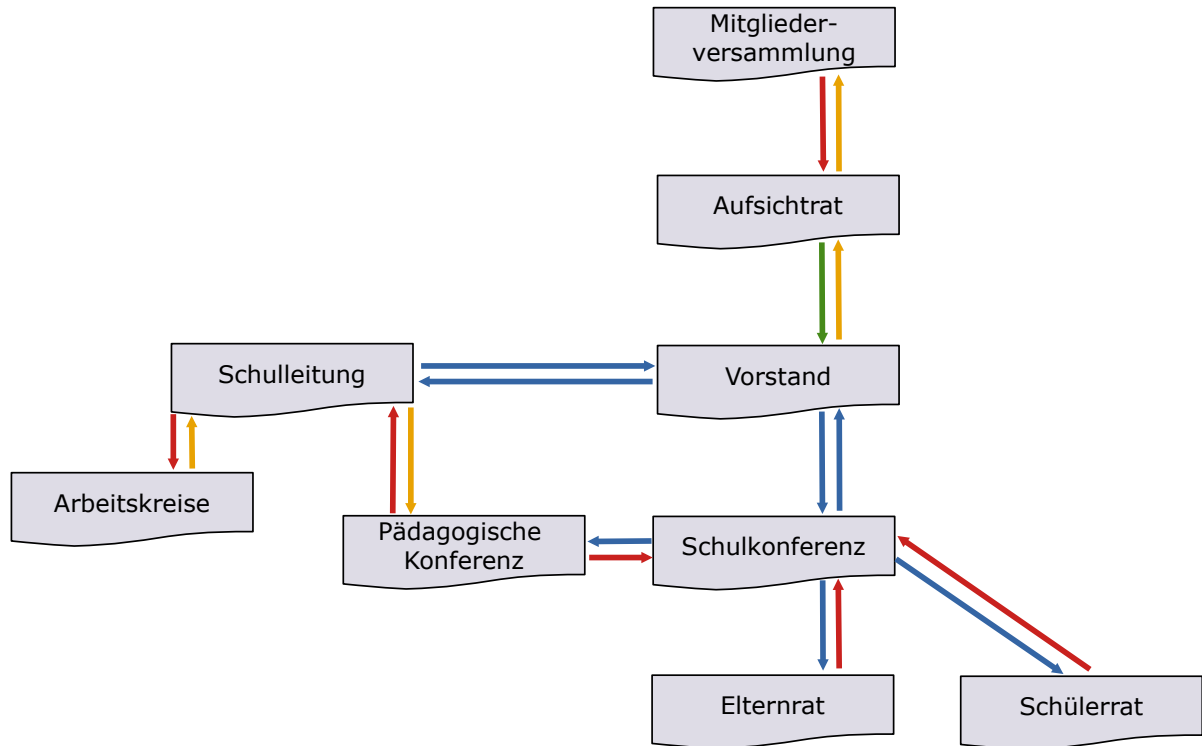 Mitglieder-
versammlung
Aufsichtrat
Schulleitung
Vorstand
Arbeitskreise
Pädagogische
Konferenz
Schulkonferenz
Elternrat
Schülerrat